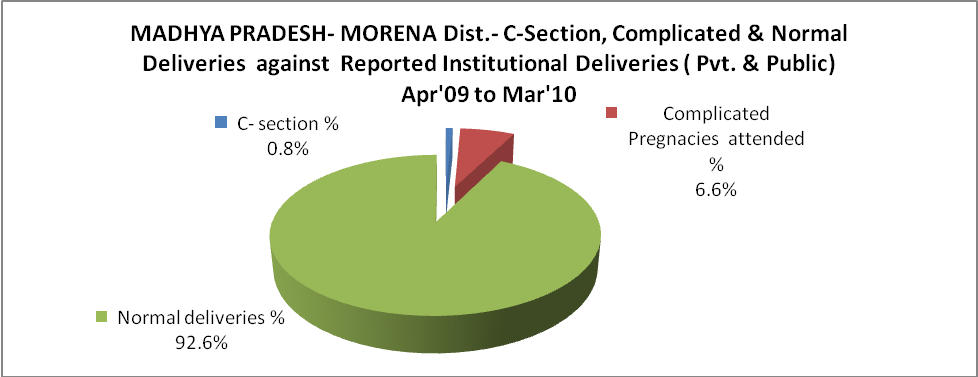 MADHYA PRADESH- MORENA Dist.- C-Section, Complicated & Normal
Deliveries against Reported Institutional Deliveries ( Pvt. & Public)
Apr'09 to Mar'10
C- section %
0.8%
Complicated
Pregnacies attended
%
6.6%
Normal deliveries %
92.6%